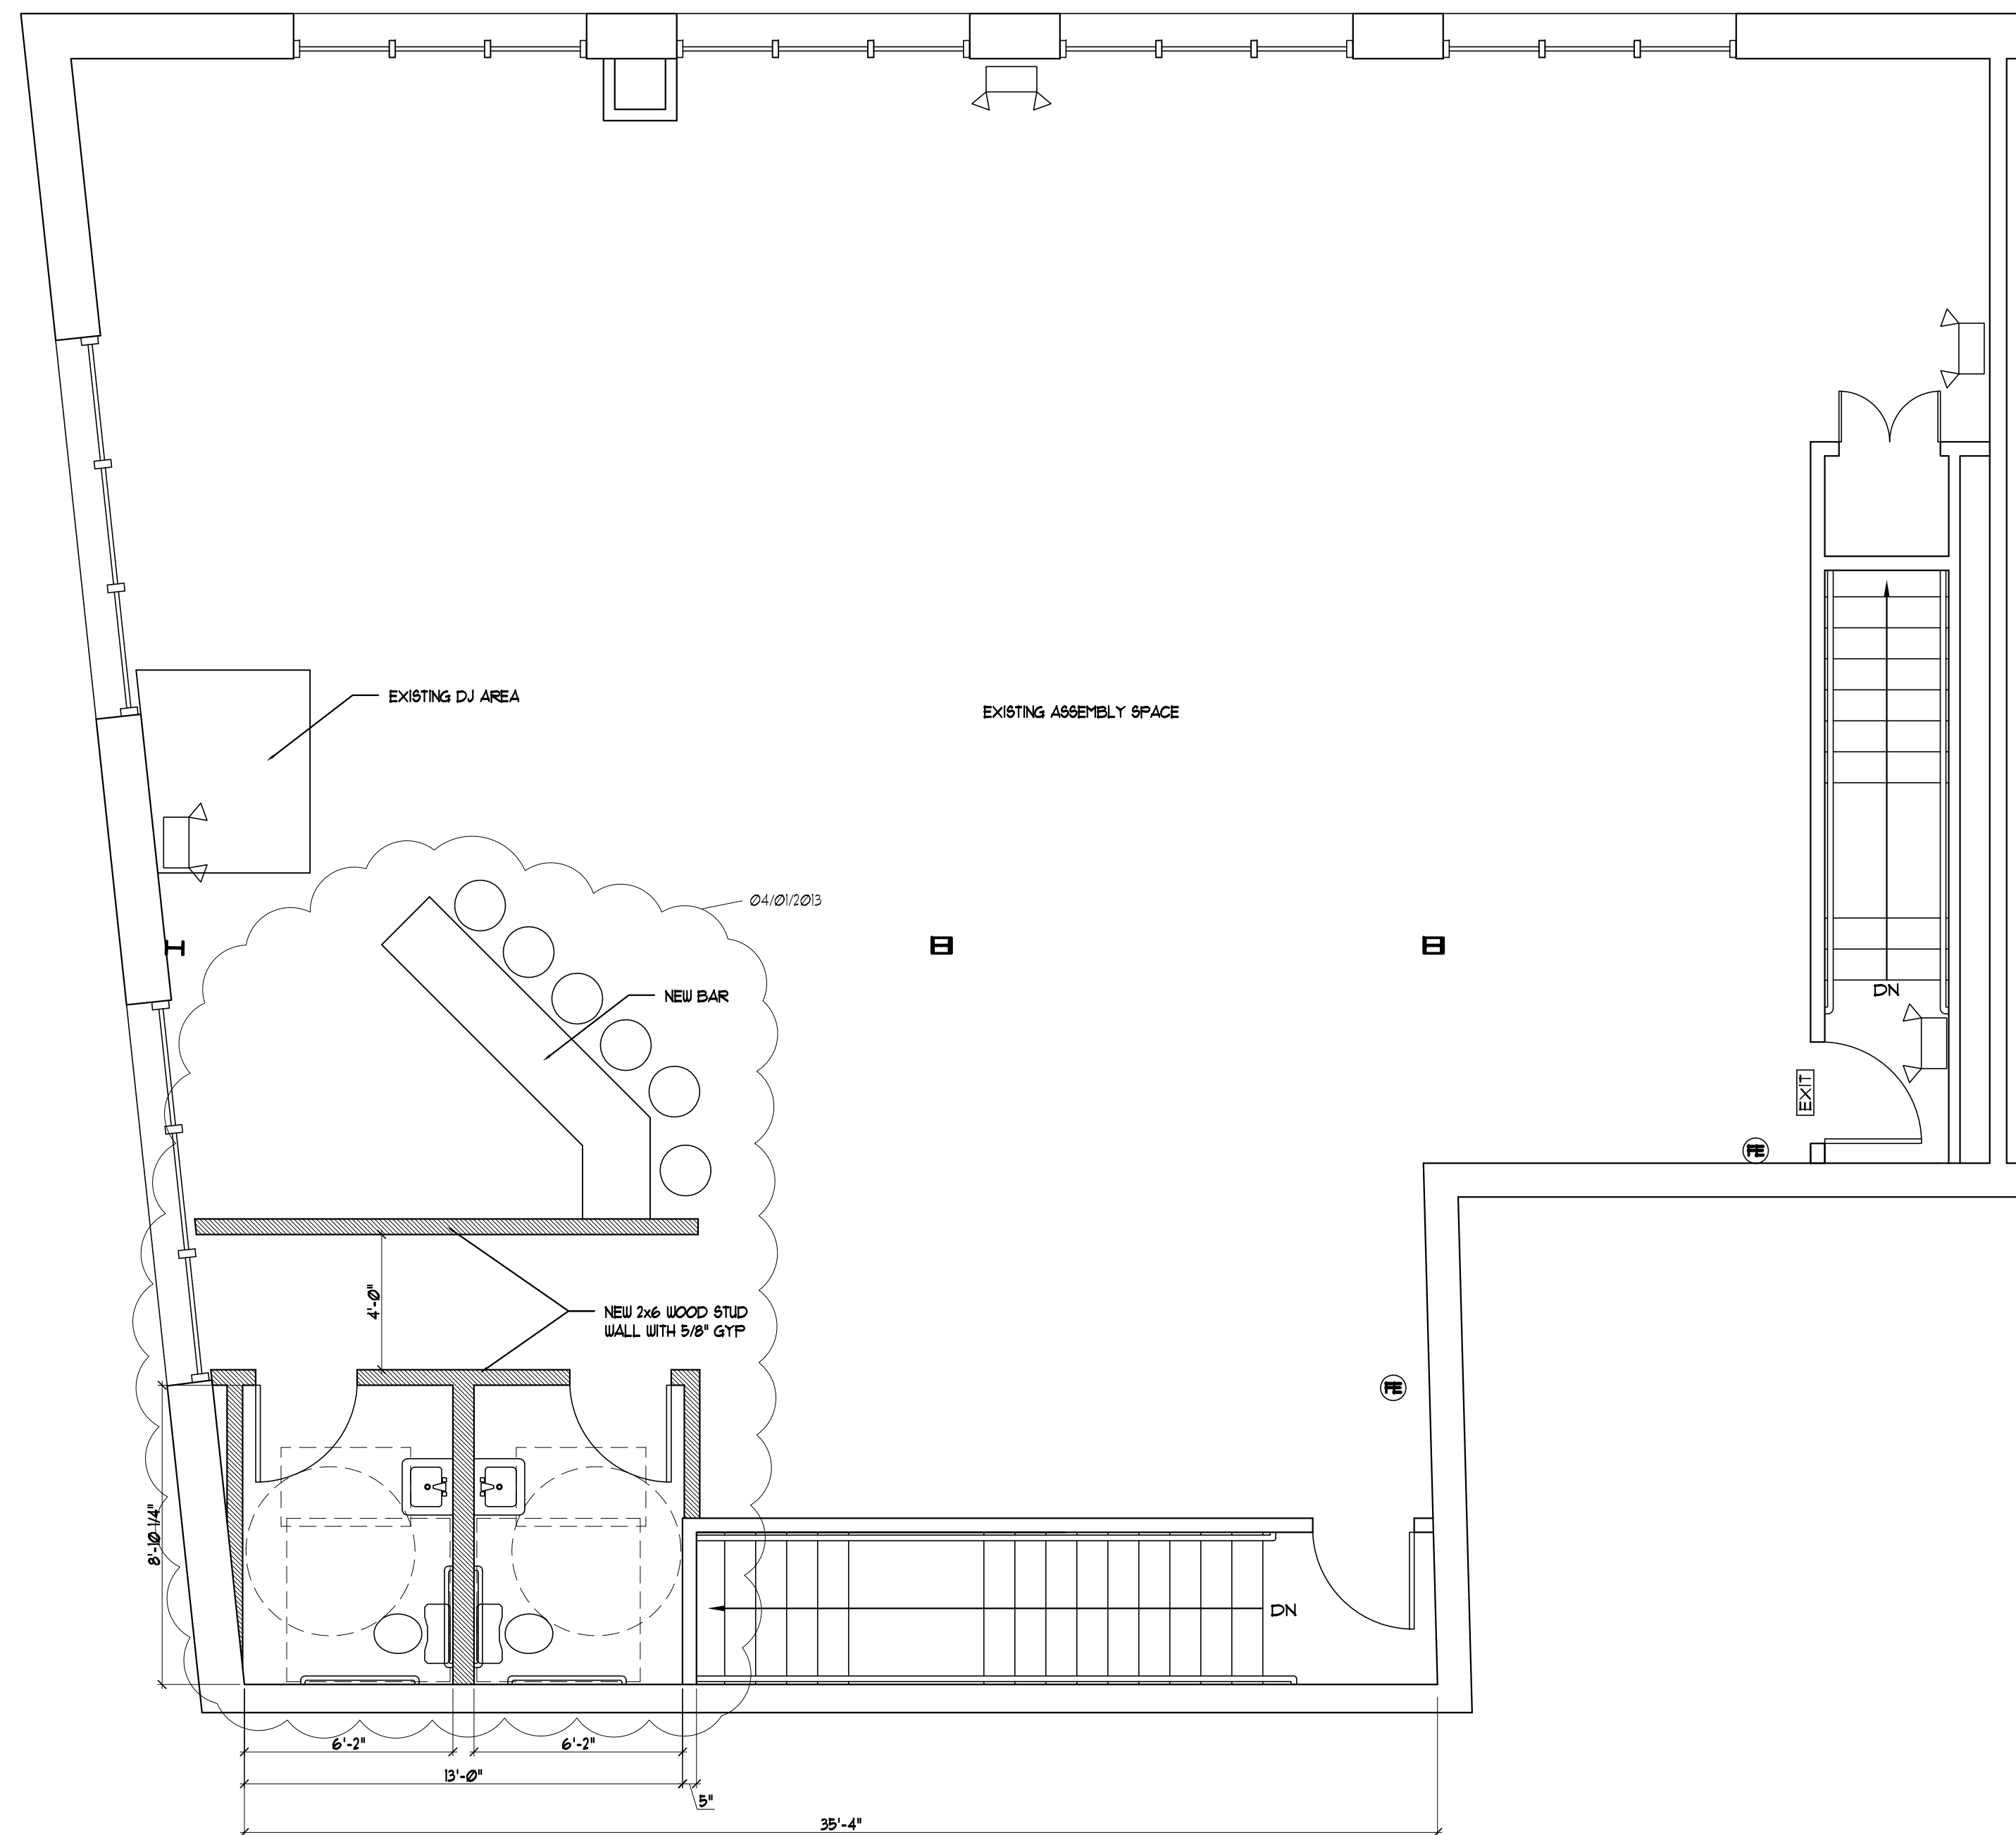 EXISTING DJ AREA
EXISTING ASSEMBLY SPACE
04/01/2013
NEW BAR
DN
EXIT
FE
4'-0"
NEW 2x6 WOOD STUD
WALL WITH 5/8" GYP
FE
8'-10 1/4"
DN
6'-2"
6'-2"
13'-0"
5"
35'-4"